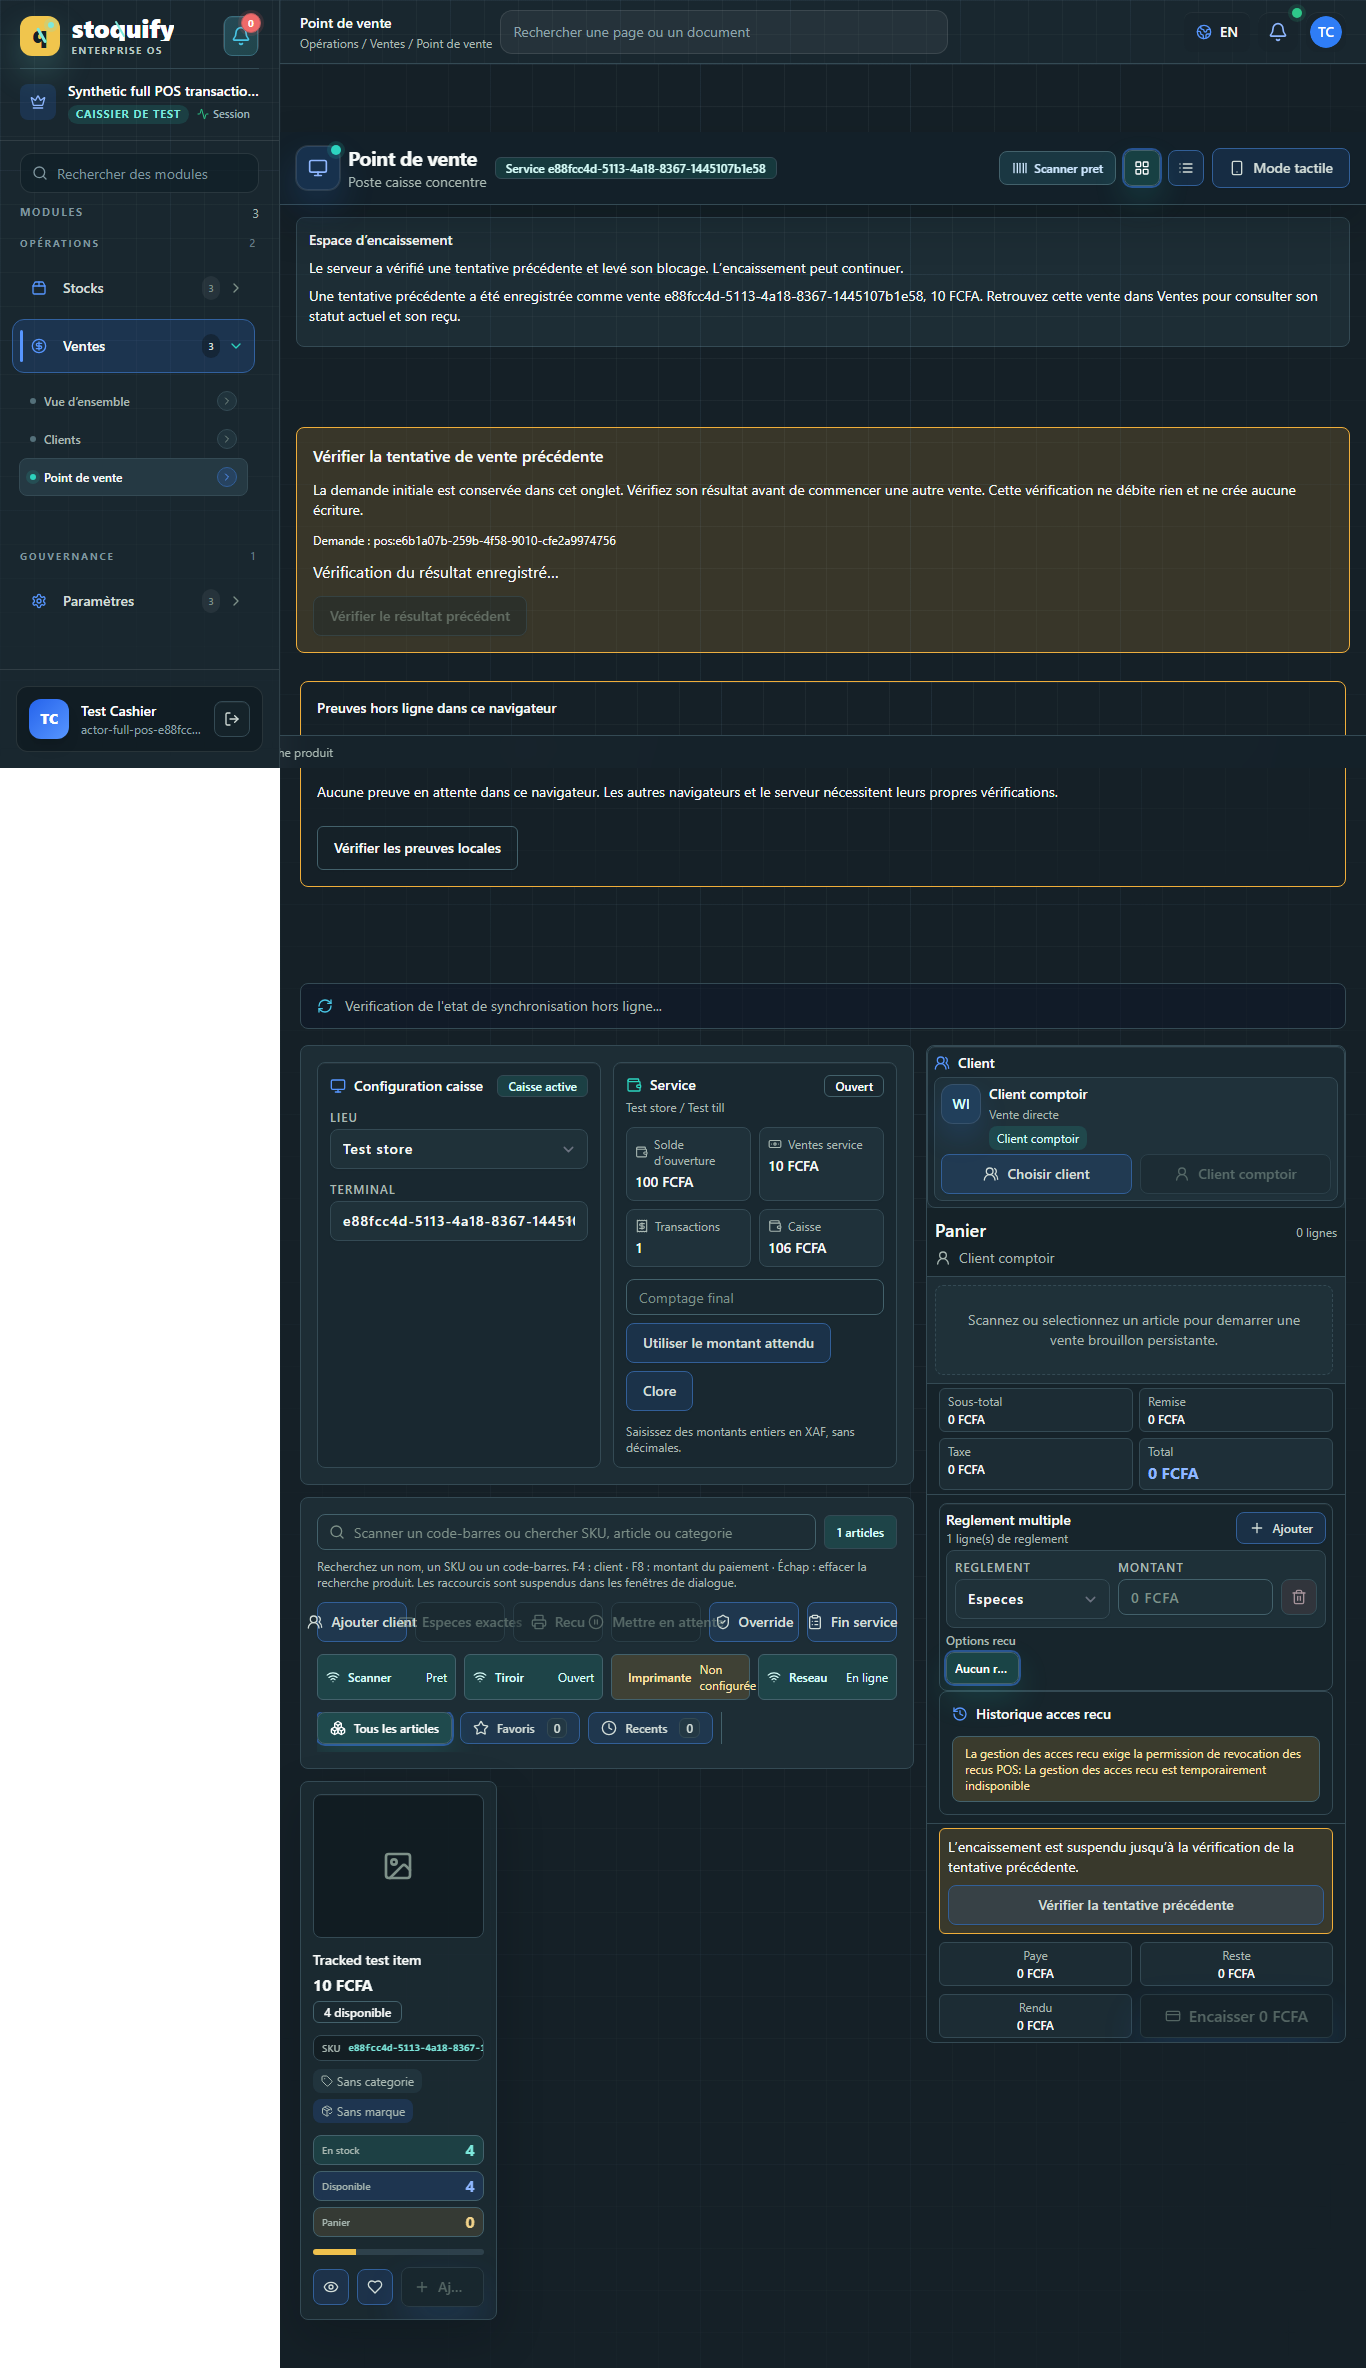 stoquify
ENTERPRISE OS
0
Synthetic full POS transactio...
CAISSIER DE TEST
Session
Rechercher des modules
MODULES
3
OPÉRATIONS
2
Stocks
3
Ventes
3
Vue d'ensemble
Clients
Point de vente
GOUVERNANCE
1
Paramètres
3
TC
Test Cashier
actor-full-pos-e88fcc...
Point de vente
Opérations / Ventes / Point de vente
Rechercher une page ou un document
EN
TC
Point de vente
Poste caisse concentre
Service e88fcc4d-5113-4a18-8367-1445107b1e58
Scanner pret
Mode tactile
Espace d'encaissement
Le serveur a vérifié une tentative précédente et levé son blocage. L'encaissement peut continuer.
Une tentative précédente a été enregistrée comme vente e88fcc4d-5113-4a18-8367-1445107b1e58, 10 FCFA. Retrouvez cette vente dans Ventes pour consulter son
statut actuel et son reçu.
Vérifier la tentative de vente précédente
La demande initiale est conservée dans cet onglet. Vérifiez son résultat avant de commencer une autre vente. Cette vérification ne débite rien et ne crée aucune
écriture.
Demande : pos:e6b1a07b-259b-4f58-9010-cfe2a9974756
Vérification du résultat enregistré...
Vérifier le résultat précédent
Preuves hors ligne dans ce navigateur
ne produit
Aucune preuve en attente dans ce navigateur. Les autres navigateurs et le serveur nécessitent leurs propres vérifications.
Vérifier les preuves locales
Verification de l'etat de synchronisation hors ligne...
Configuration caisse
Caisse active
LIEU
Test store
TERMINAL
e88fcc4d-5113-4a18-8367-14451
Service
Ouvert
Test store / Test till
Solde
d'ouverture
100 FCFA
Ventes service
10 FCFA
Transactions
1
Caisse
106 FCFA
Comptage final
Utiliser le montant attendu
Clore
Saisissez des montants entiers en XAF, sans
décimales.
Scanner un code-barres ou chercher SKU, article ou categorie
1 articles
Recherchez un nom, un SKU ou un code-barres. F4 : client · F8 : montant du paiement · Échap : effacer la
recherche produit. Les raccourcis sont suspendus dans les fenêtres de dialogue.
Ajouter client
Especes exactes
Recu
Mettre en attent
Override
Fin service
Scanner
Pret
Tiroir
Ouvert
Imprimante
Non
configurée
Reseau
En ligne
Tous les articles
Favoris
0
Recents
0
Tracked test item
10 FCFA
4 disponible
SKU
e88fcc4d-5113-4a18-8367-1
Sans categorie
Sans marque
En stock
4
Disponible
4
Panier
0
Aj...
Client
WI
Client comptoir
Vente directe
Client comptoir
Choisir client
Client comptoir
Panier
0 lignes
Client comptoir
Scannez ou selectionnez un article pour demarrer une
vente brouillon persistante.
Sous-total
0 FCFA
Remise
0 FCFA
Taxe
0 FCFA
Total
0 FCFA
Reglement multiple
1 ligne(s) de reglement
Ajouter
REGLEMENT
MONTANT
Especes
0 FCFA
Options recu
Aucun r...
Historique acces recu
La gestion des acces recu exige la permission de revocation des
recus POS: La gestion des acces recu est temporairement
indisponible
L'encaissement est suspendu jusqu'à la vérification de la
tentative précédente.
Vérifier la tentative précédente
Paye
0 FCFA
Reste
0 FCFA
Rendu
0 FCFA
Encaisser 0 FCFA